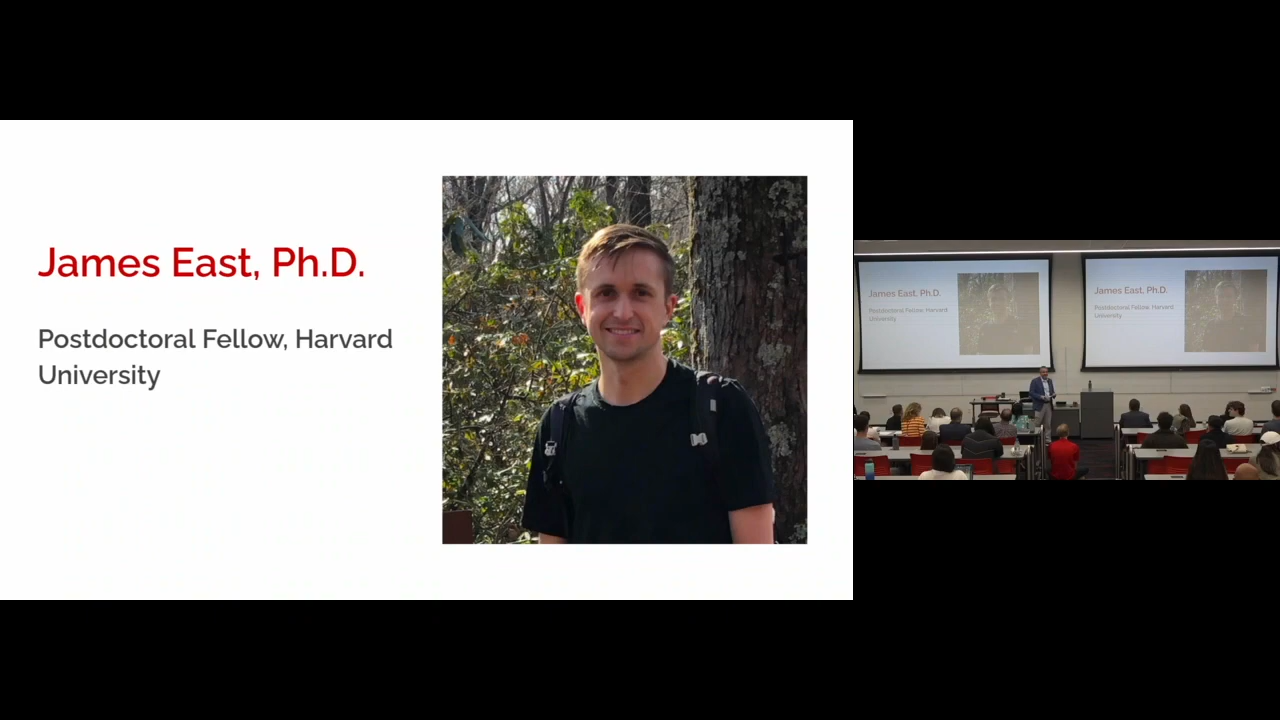 James East, Ph.D.
Postdoctoral Fellow, Harvard
University
James East, Ph.D.
Postdoctoral Fellow, Harvard
University
James East, Ph.D.
Postdoctoral Fellow, Harvard
University